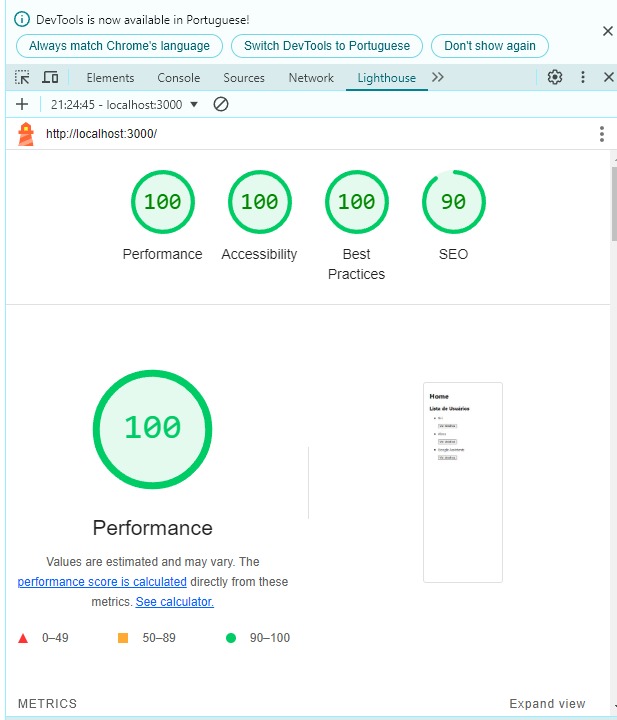 DevTools is now available in Portuguese!
Always match Chrome's language Switch DevTools to Portuguese Don't show again
Elements Console Sources Network Lighthouse
21:24:45 - localhost:3000
http://localhost:3000/
100 100 100 90
Performance Accessibility Best Practices SEO
100
Home
Lista de Usuários
Performance
Values are estimated and may vary. The
performance score is calculated directly from these
metrics. See calculator.
0–49 50–89 90–100
METRICS Expand view